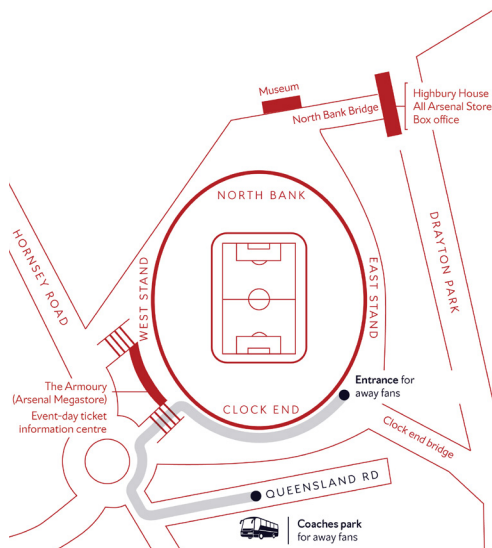 Museum
North Bank Bridge
Highbury House
All Arsenal Store
Box office
NORTH BANK
HORNSEY ROAD
WEST STAND
EAST STAND
DRAYTON PARK
The Armoury
(Arsenal Megastore)
Event-day ticket
information centre
CLOCK END
Entrance for
away fans
Clock end bridge
QUEENSLAND RD
Coaches park
for away fans